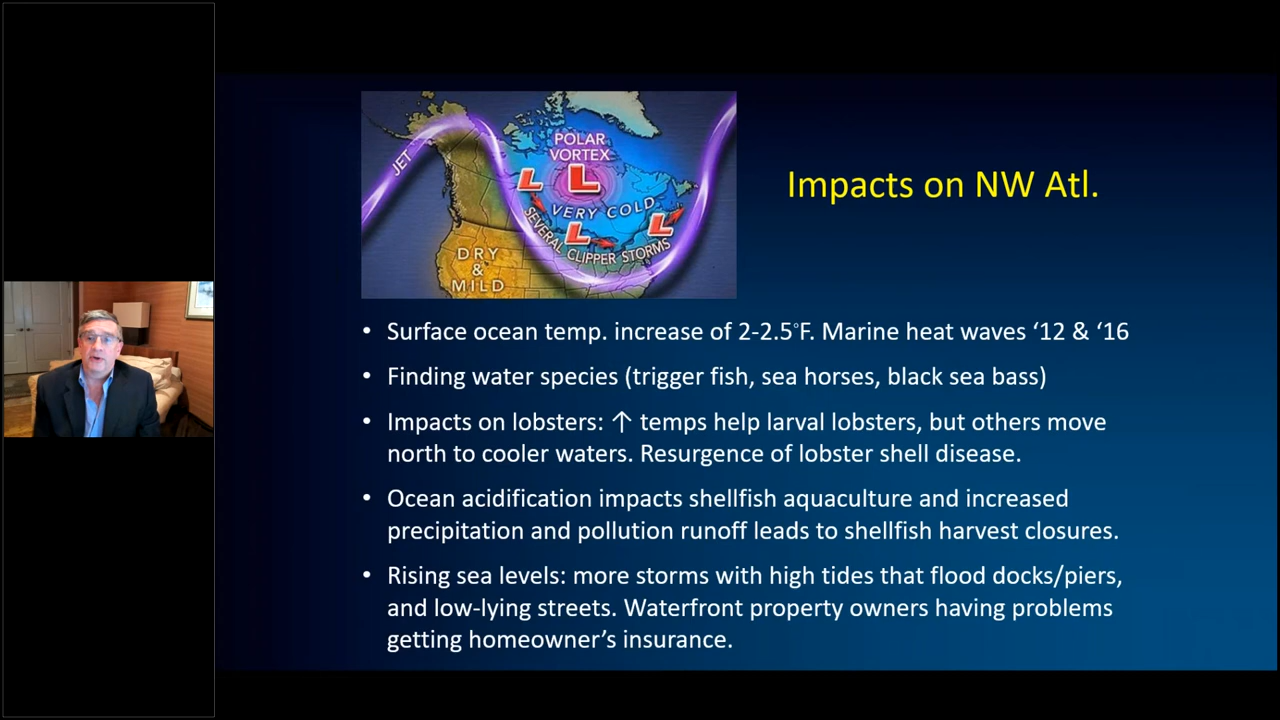 JET
POLAR
VORTEX
L
L
VERY COLD
L
L
SEVERAL CLIPPER STORMS
DRY
&
MILD
Impacts on NW Atl.
• Surface ocean temp. increase of 2-2.5°F. Marine heat waves ‘12 & ‘16
• Finding water species (trigger fish, sea horses, black sea bass)
• Impacts on lobsters: ↑ temps help larval lobsters, but others move
north to cooler waters. Resurgence of lobster shell disease.
• Ocean acidification impacts shellfish aquaculture and increased
precipitation and pollution runoff leads to shellfish harvest closures.
• Rising sea levels: more storms with high tides that flood docks/piers,
and low-lying streets. Waterfront property owners having problems
getting homeowner’s insurance.